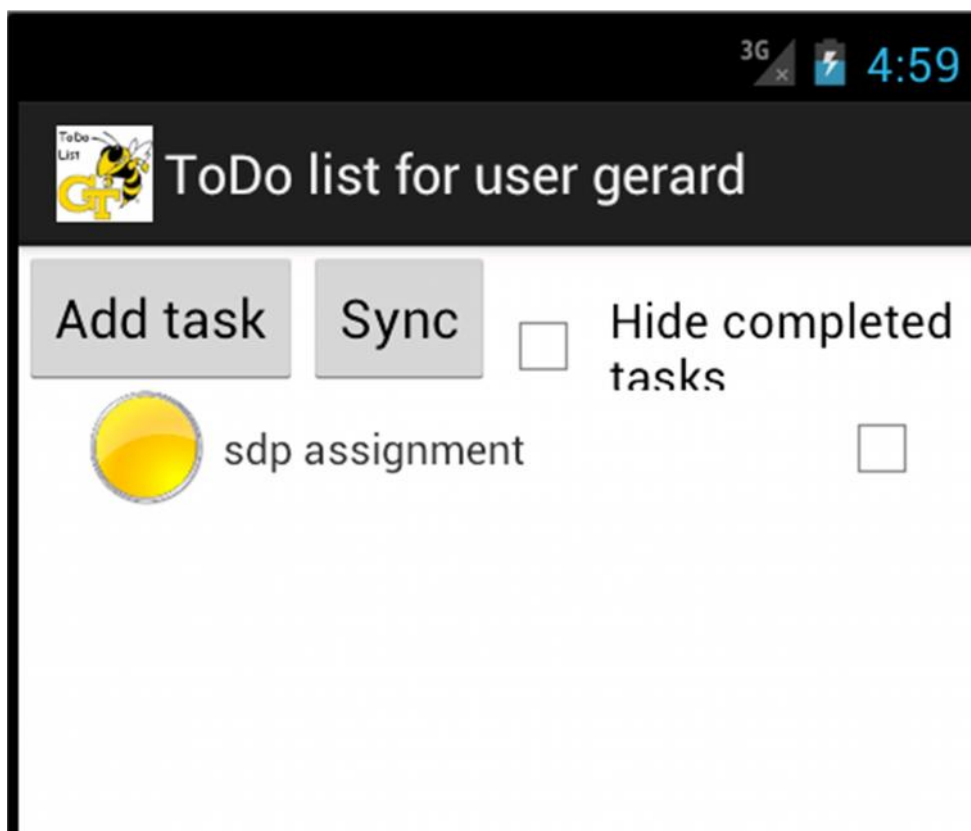 3G 4:59
ToDo
List
GT
ToDo list for user gerard
Add task Sync Hide completed
tasks
sdp assignment